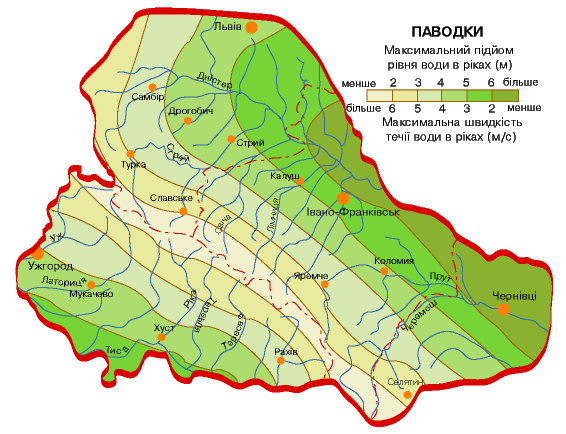 ПАВОДКИ
Максимальний підйом
рівня води в ріках (м)
менше 2 3 4 5 6 більше
більше 6 5 4 3 2 менше
Максимальна швидкість
течії води в ріках (м/с)
Львів
Дністер
Самбір
Дрогобич
Стрий
Стрий
Турка
Калуш
Славське
Свіча
Лімниця
Івано-Франківськ
Уж
Ужгород
Латориця
Мукачево
Коломия
Яремче
Прут
Чернівці
Ріка
Теребля
Тересва
Черемош
Хуст
Тиса
Рахів
Селятин